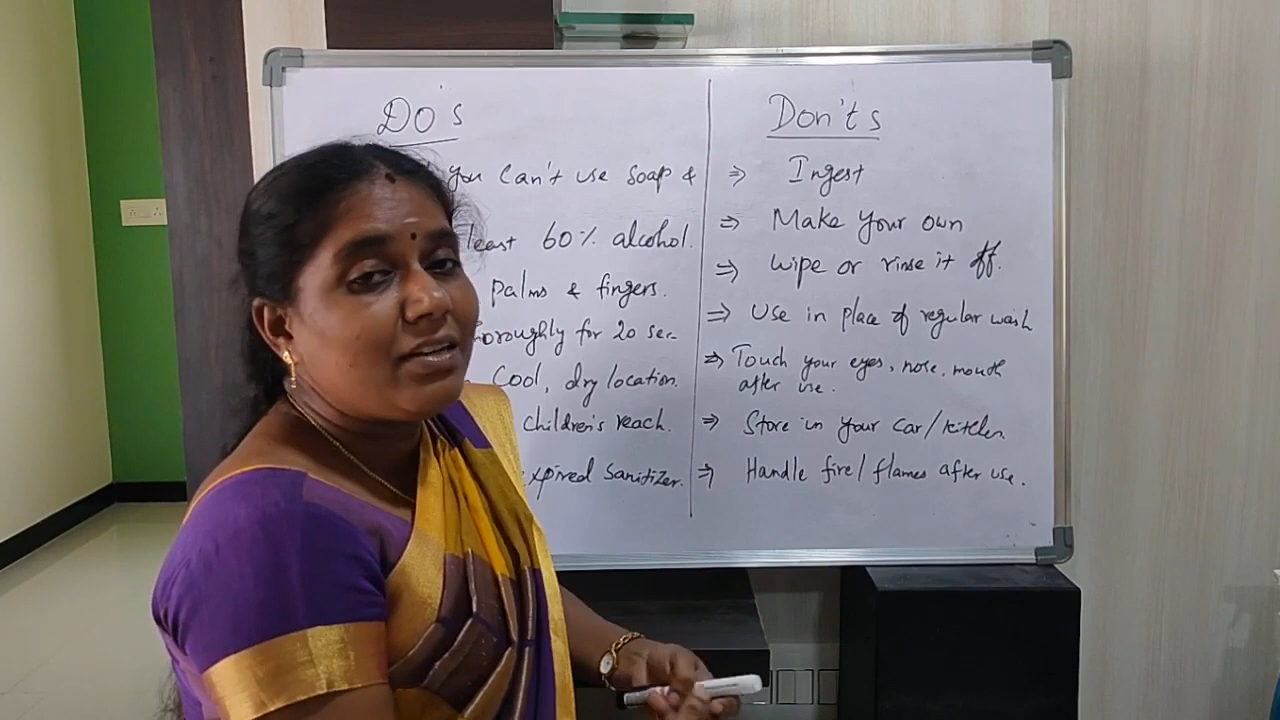 Do's
you can't use soap &
least 60% alcohol.
palms & fingers.
horoughly for 20 sec
cool, dry location.
children's reach.
xpired sanitizer.
Don'ts
⇒ Ingest
⇒ Make your own
⇒ Wipe or rinse it off.
⇒ Use in place of regular wash
⇒ Touch your eyes, nose, mouth
after use.
⇒ Store in your car/kitchen.
⇒ Handle fire/flames after use.